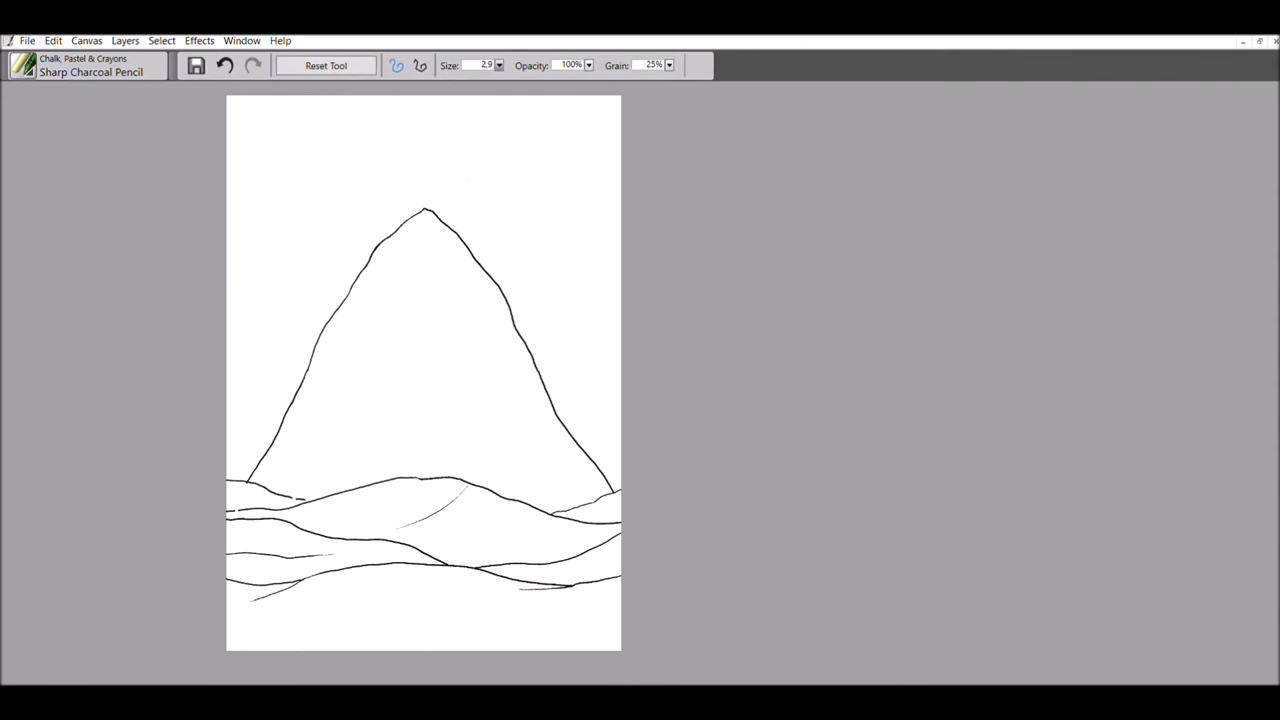 File Edit Canvas Layers Select Effects Window Help
Chalk, Pastel & Crayons
Sharp Charcoal Pencil
Reset Tool Size: 2,9 Opacity: 100% Grain: 25%